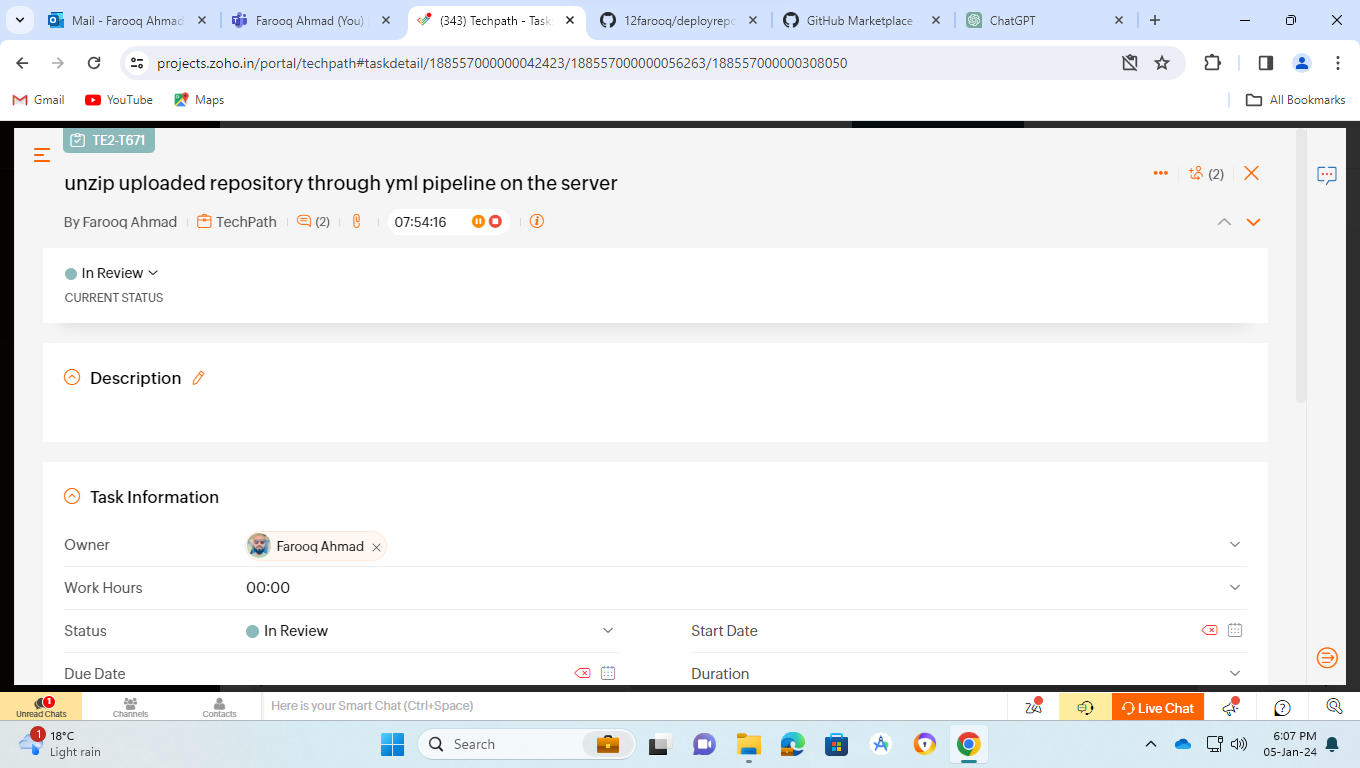 Mail - Farooq Ahmad
Farooq Ahmad (You)
(343) Techpath - Task
12farooq/deployrepo
GitHub Marketplace
ChatGPT
projects.zoho.in/portal/techpath#taskdetail/188557000000042423/188557000000056263/188557000000308050
Gmail
YouTube
Maps
All Bookmarks
TE2-T671
unzip uploaded repository through yml pipeline on the server
(2)
By Farooq Ahmad
TechPath
(2)
07:54:16
In Review
CURRENT STATUS
Description
Task Information
Owner
Farooq Ahmad
Work Hours
00:00
Status
In Review
Start Date
Due Date
Duration
1
Unread Chats
Channels
Contacts
Here is your Smart Chat (Ctrl+Space)
Live Chat
1
18°C
Light rain
Search
6:07 PM
05-Jan-24